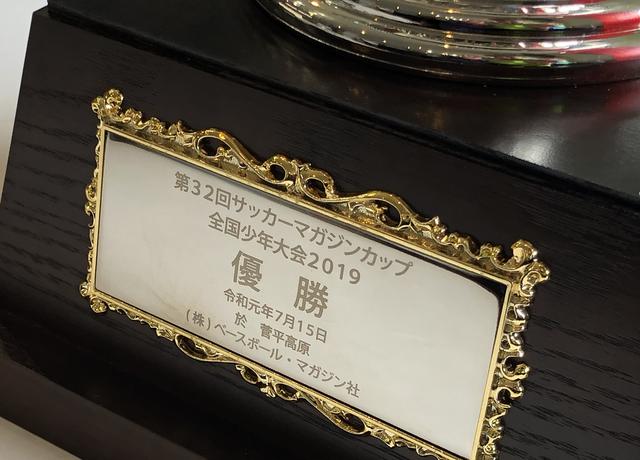 第32回サッカーマガジンカップ
全国少年大会2019
優 勝
令和元年7月15日
於 菅平高原
(株)ベースボール・マガジン社